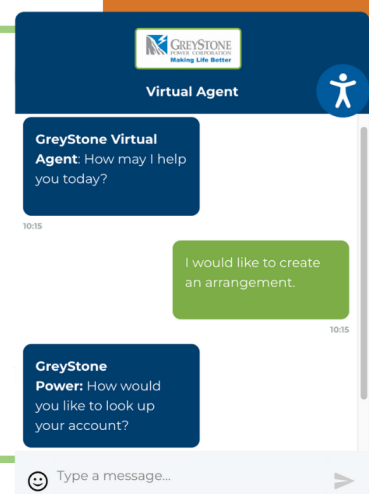 GREYSTONE
POWER CORPORATION
Making Life Better
Virtual Agent
GreyStone Virtual
Agent: How may I help
you today?
10:15
I would like to create
an arrangement.
10:15
GreyStone
Power: How would
you like to look up
your account?
Type a message...